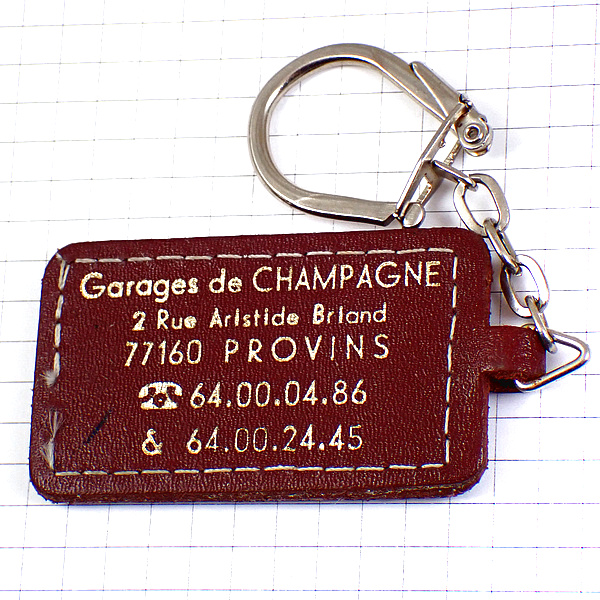 Garages de CHAMPAGNE
2 Rue Aristide Briand
77160 PROVINS
☎ 64.00.04.86
& 64.00.24.45